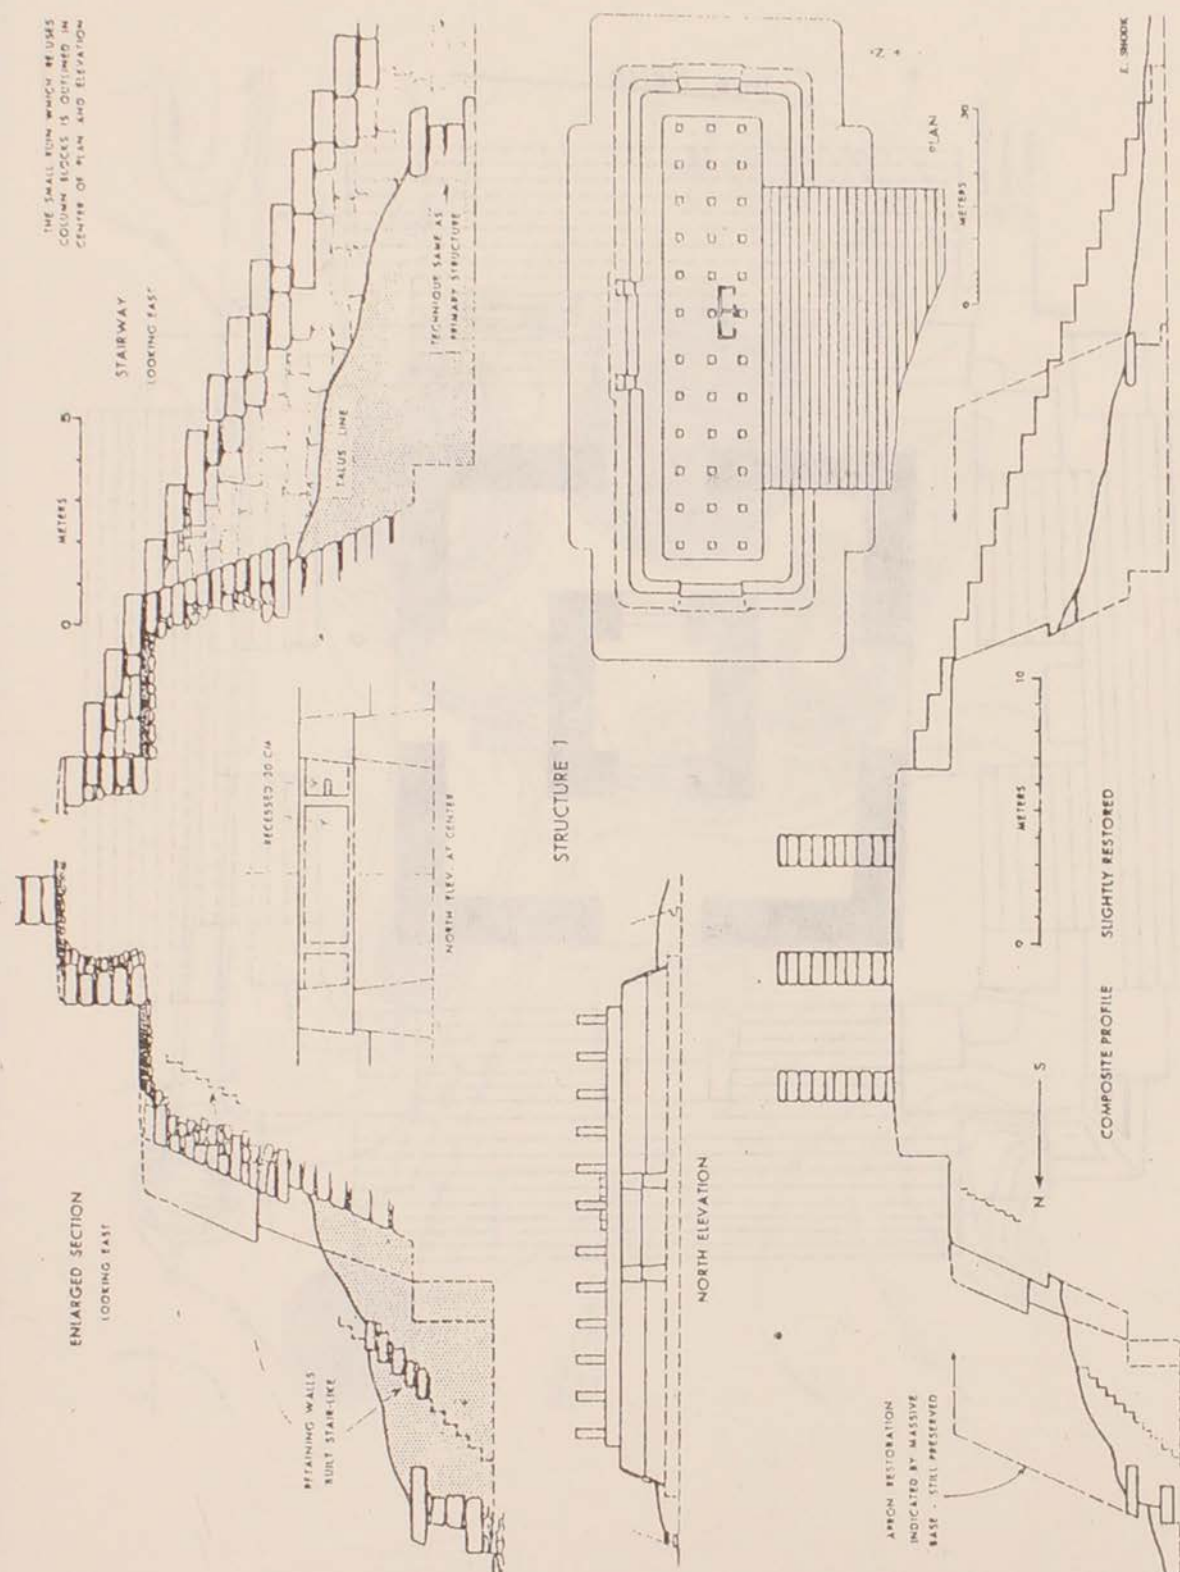 ENLARGED SECTION
LOOKING EAST
RETAINING WALLS
BUILT STAIR-LIKE
0 METERS 5
STAIRWAY
LOOKING EAST
THE SMALL RUIN WHICH RE USES
COLUMN BLOCKS IS OUTLINED IN
CENTER OF PLAN AND ELEVATION
TALUS LINE
TECHNIQUE SAME AS
PRIMARY STRUCTURE
RECESSED 30 CM
NORTH ELEV. AT CENTER
STRUCTURE 1
NORTH ELEVATION
N
PLAN
0 METERS 30
APRON RESTORATION
INDICATED BY MASSIVE
BASE - STILL PRESERVED
N S
0 METERS 10
COMPOSITE PROFILE SLIGHTLY RESTORED
E. SHOOK